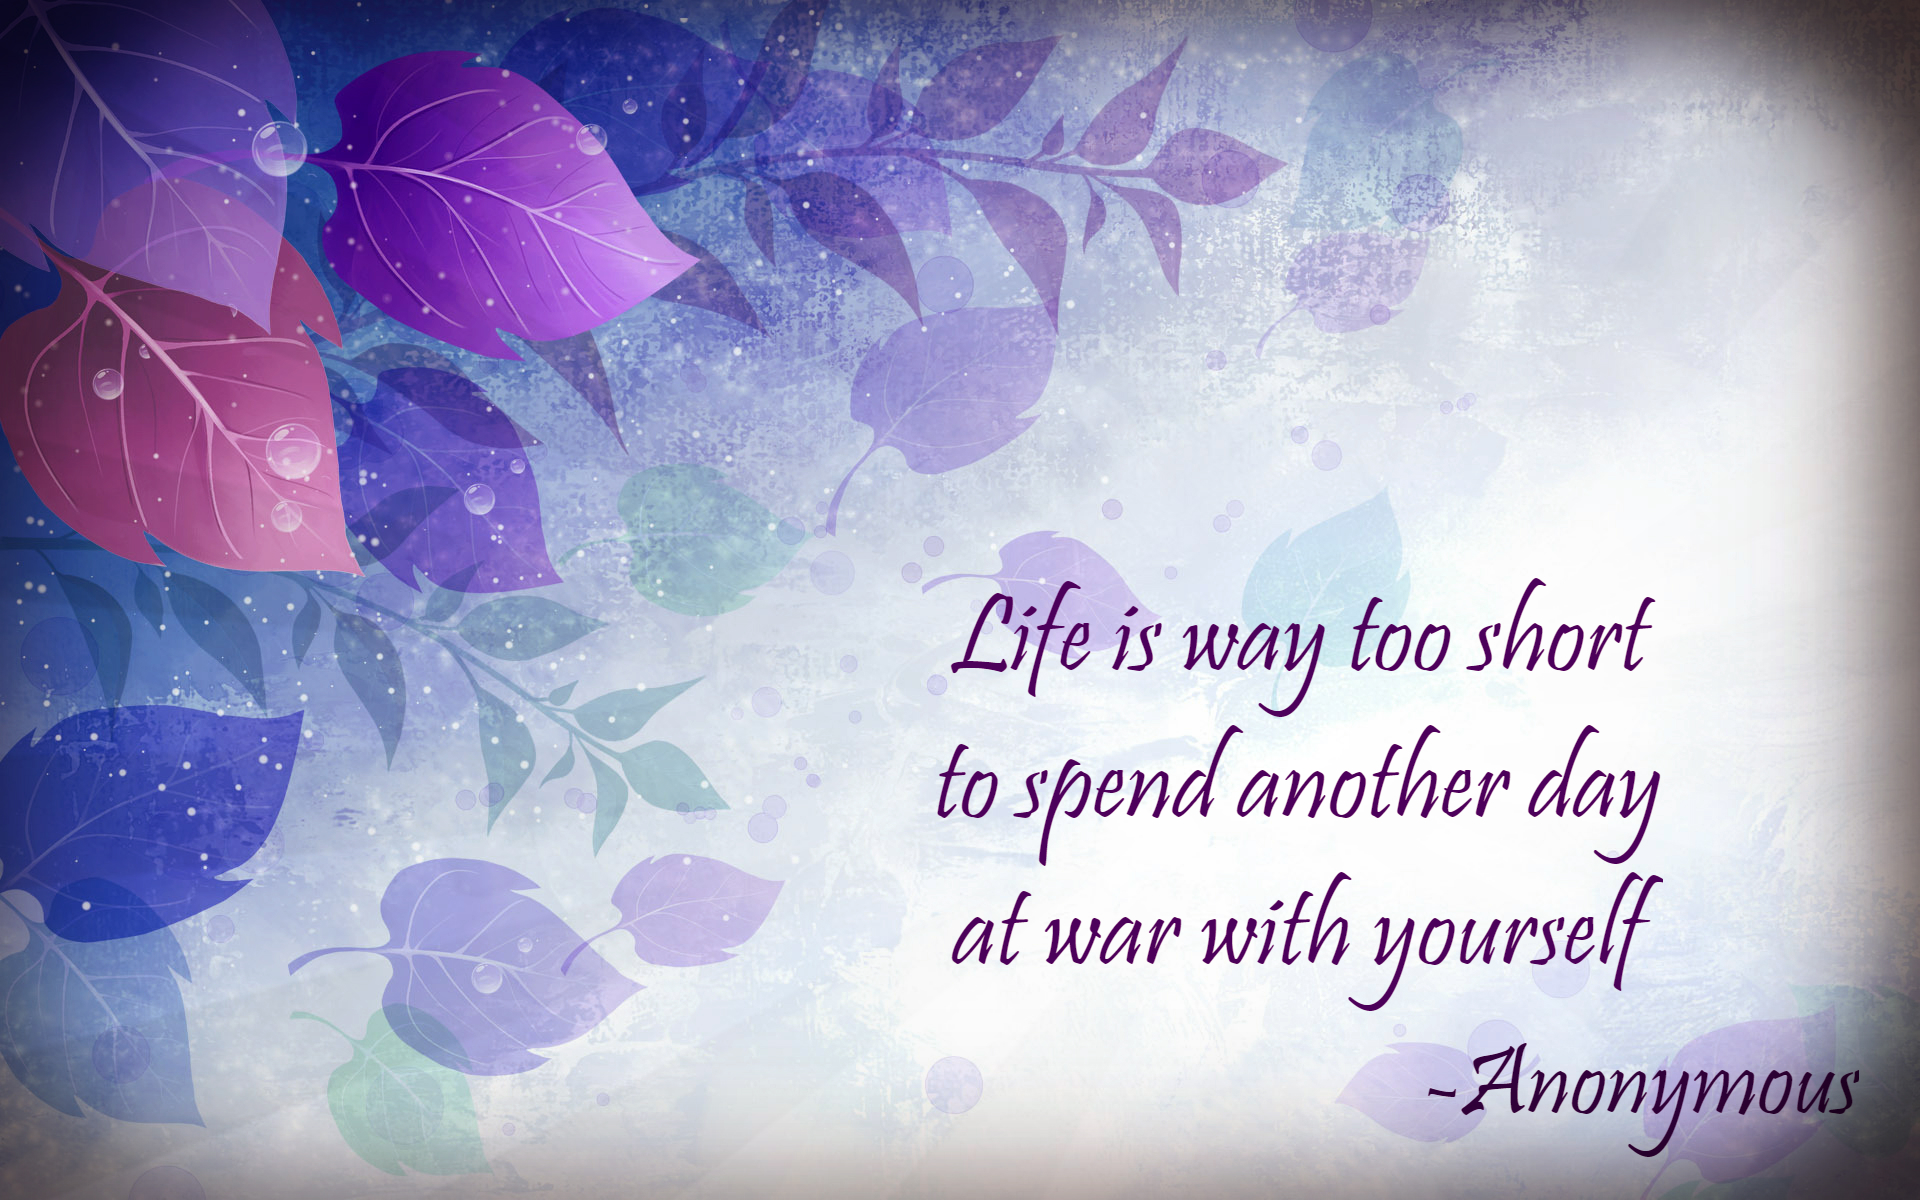 Life is way too short
to spend another day
at war with yourself
~Anonymous